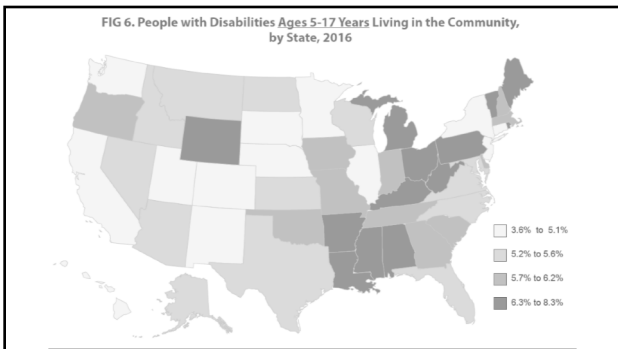 FIG 6. People with Disabilities Ages 5-17 Years Living in the Community,
by State, 2016
3.6% to 5.1%
5.2% to 5.6%
5.7% to 6.2%
6.3% to 8.3%